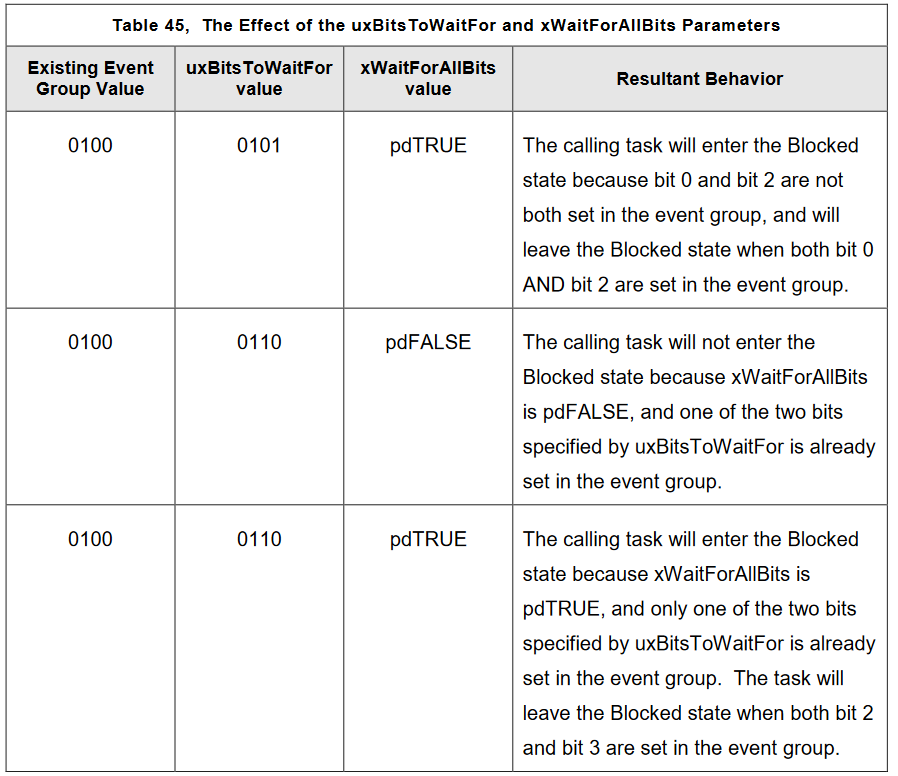 Table 45,  The Effect of the uxBitsToWaitFor and xWaitForAllBits Parameters
Existing Event
Group Value
uxBitsToWaitFor
value
xWaitForAllBits
value
Resultant Behavior
0100
0101
pdTRUE
The calling task will enter the Blocked
state because bit 0 and bit 2 are not
both set in the event group, and will
leave the Blocked state when both bit 0
AND bit 2 are set in the event group.
0100
0110
pdFALSE
The calling task will not enter the
Blocked state because xWaitForAllBits
is pdFALSE, and one of the two bits
specified by uxBitsToWaitFor is already
set in the event group.
0100
0110
pdTRUE
The calling task will enter the Blocked
state because xWaitForAllBits is
pdTRUE, and only one of the two bits
specified by uxBitsToWaitFor is already
set in the event group.  The task will
leave the Blocked state when both bit 2
and bit 3 are set in the event group.